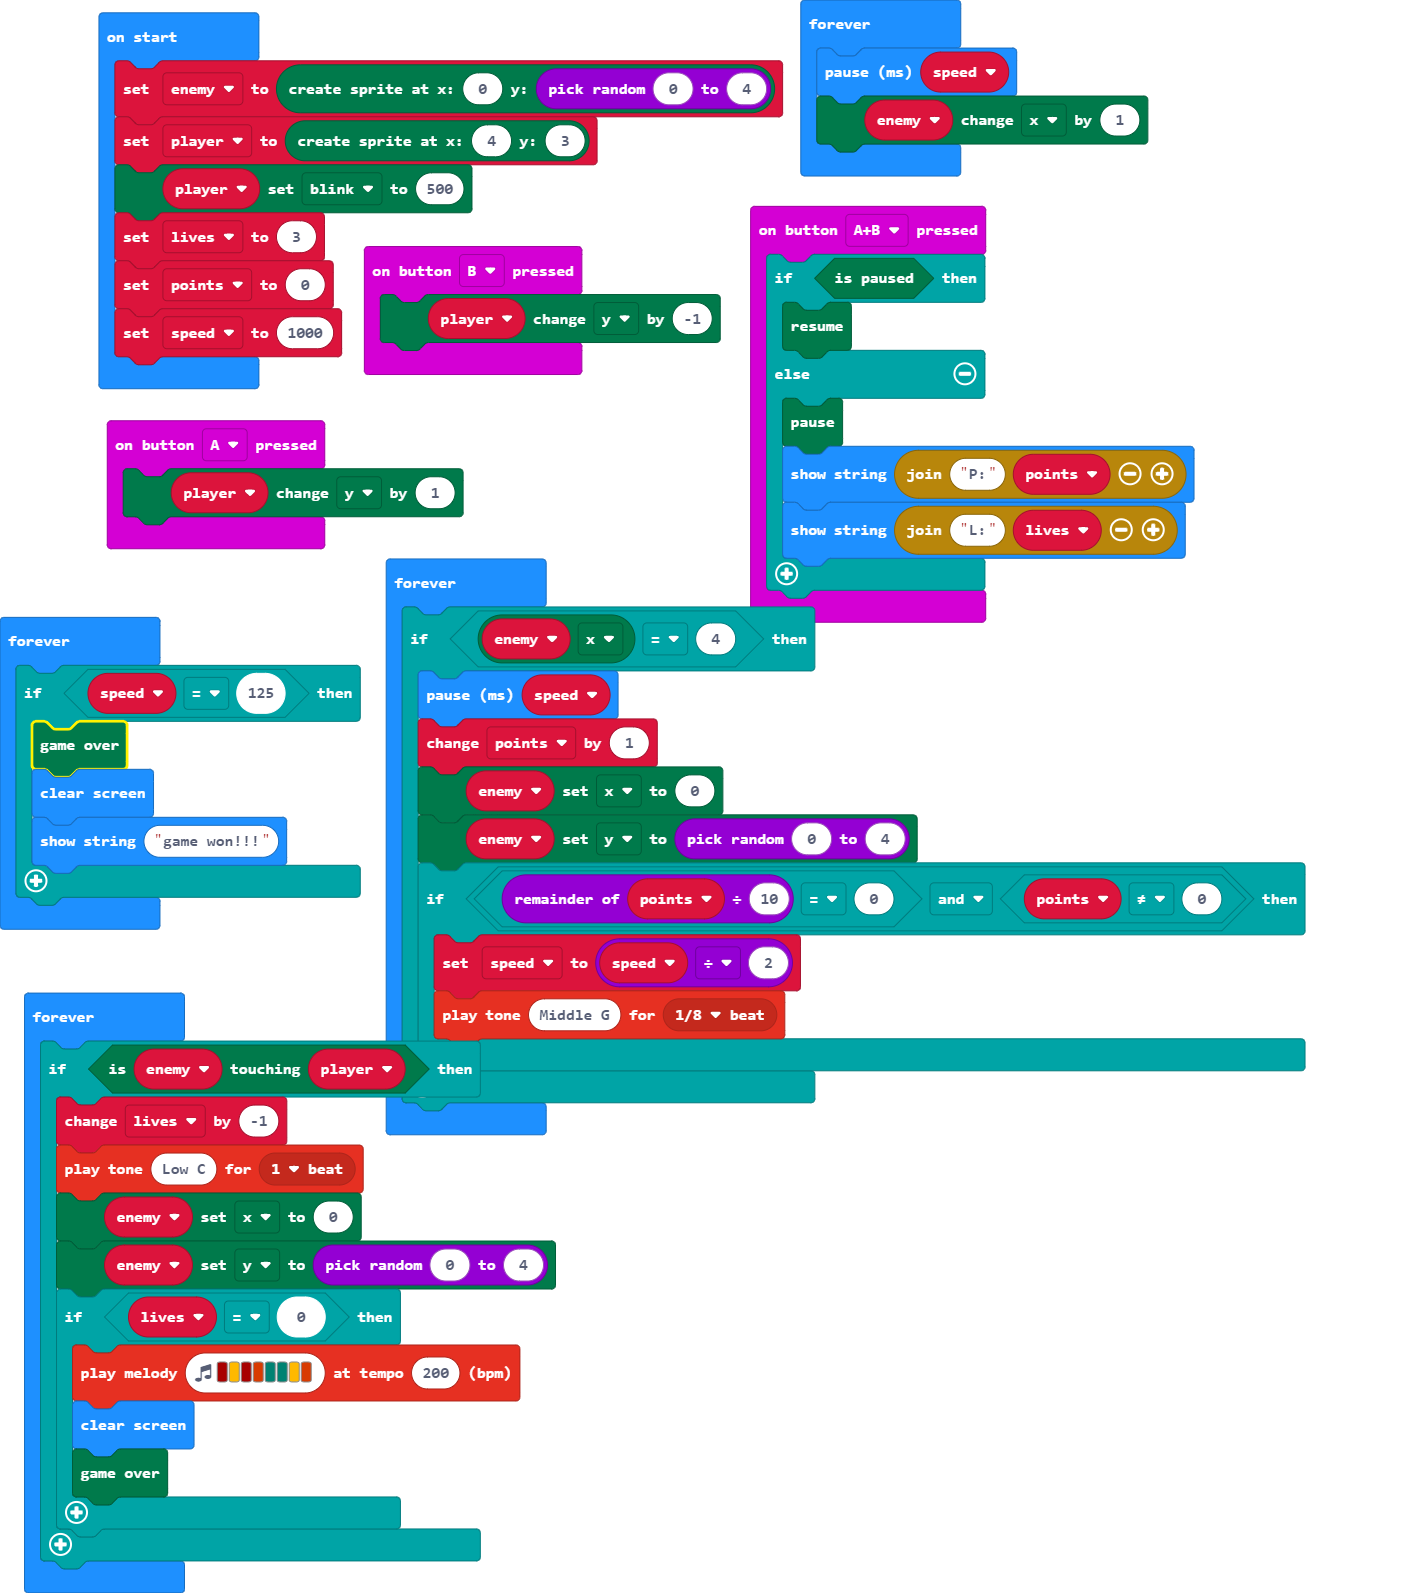 on start
set enemy to create sprite at x: 0 y: pick random 0 to 4
set player to create sprite at x: 4 y: 3
player set blink to 500
set lives to 3
set points to 0
set speed to 1000
forever
pause (ms) speed
enemy change x by 1
on button B pressed
player change y by -1
on button A+B pressed
if is paused then
resume
else
pause
show string join "P:" points
show string join "L:" lives
on button A pressed
player change y by 1
forever
if speed = 125 then
game over
clear screen
show string "game won!!!"
forever
if enemy x = 4 then
pause (ms) speed
change points by 1
enemy set x to 0
enemy set y to pick random 0 to 4
if remainder of points ÷ 10 = 0 and points ≠ 0 then
set speed to speed ÷ 2
play tone Middle G for 1/8 beat
forever
if is enemy touching player then
change lives by -1
play tone Low C for 1 beat
enemy set x to 0
enemy set y to pick random 0 to 4
if lives = 0 then
play melody at tempo 200 (bpm)
clear screen
game over